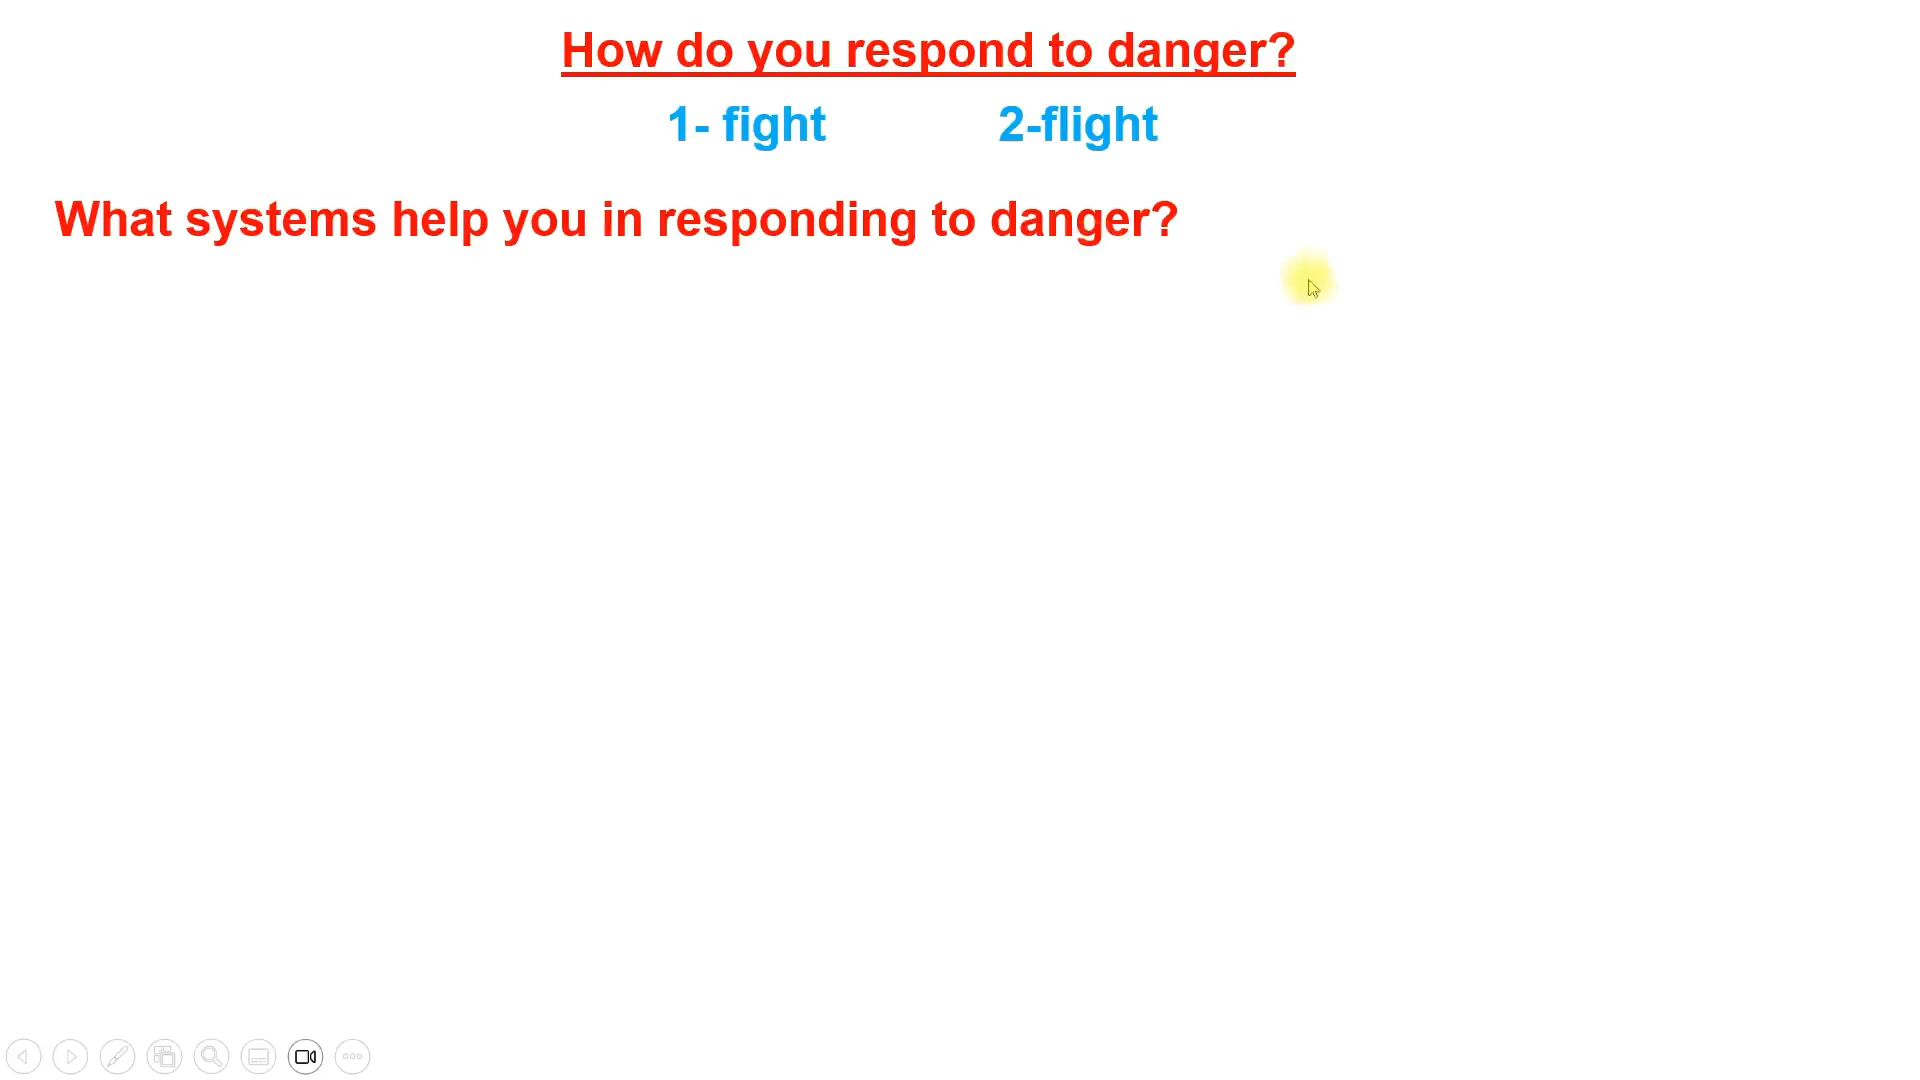 How do you respond to danger?
1- fight 2-flight
What systems help you in responding to danger?